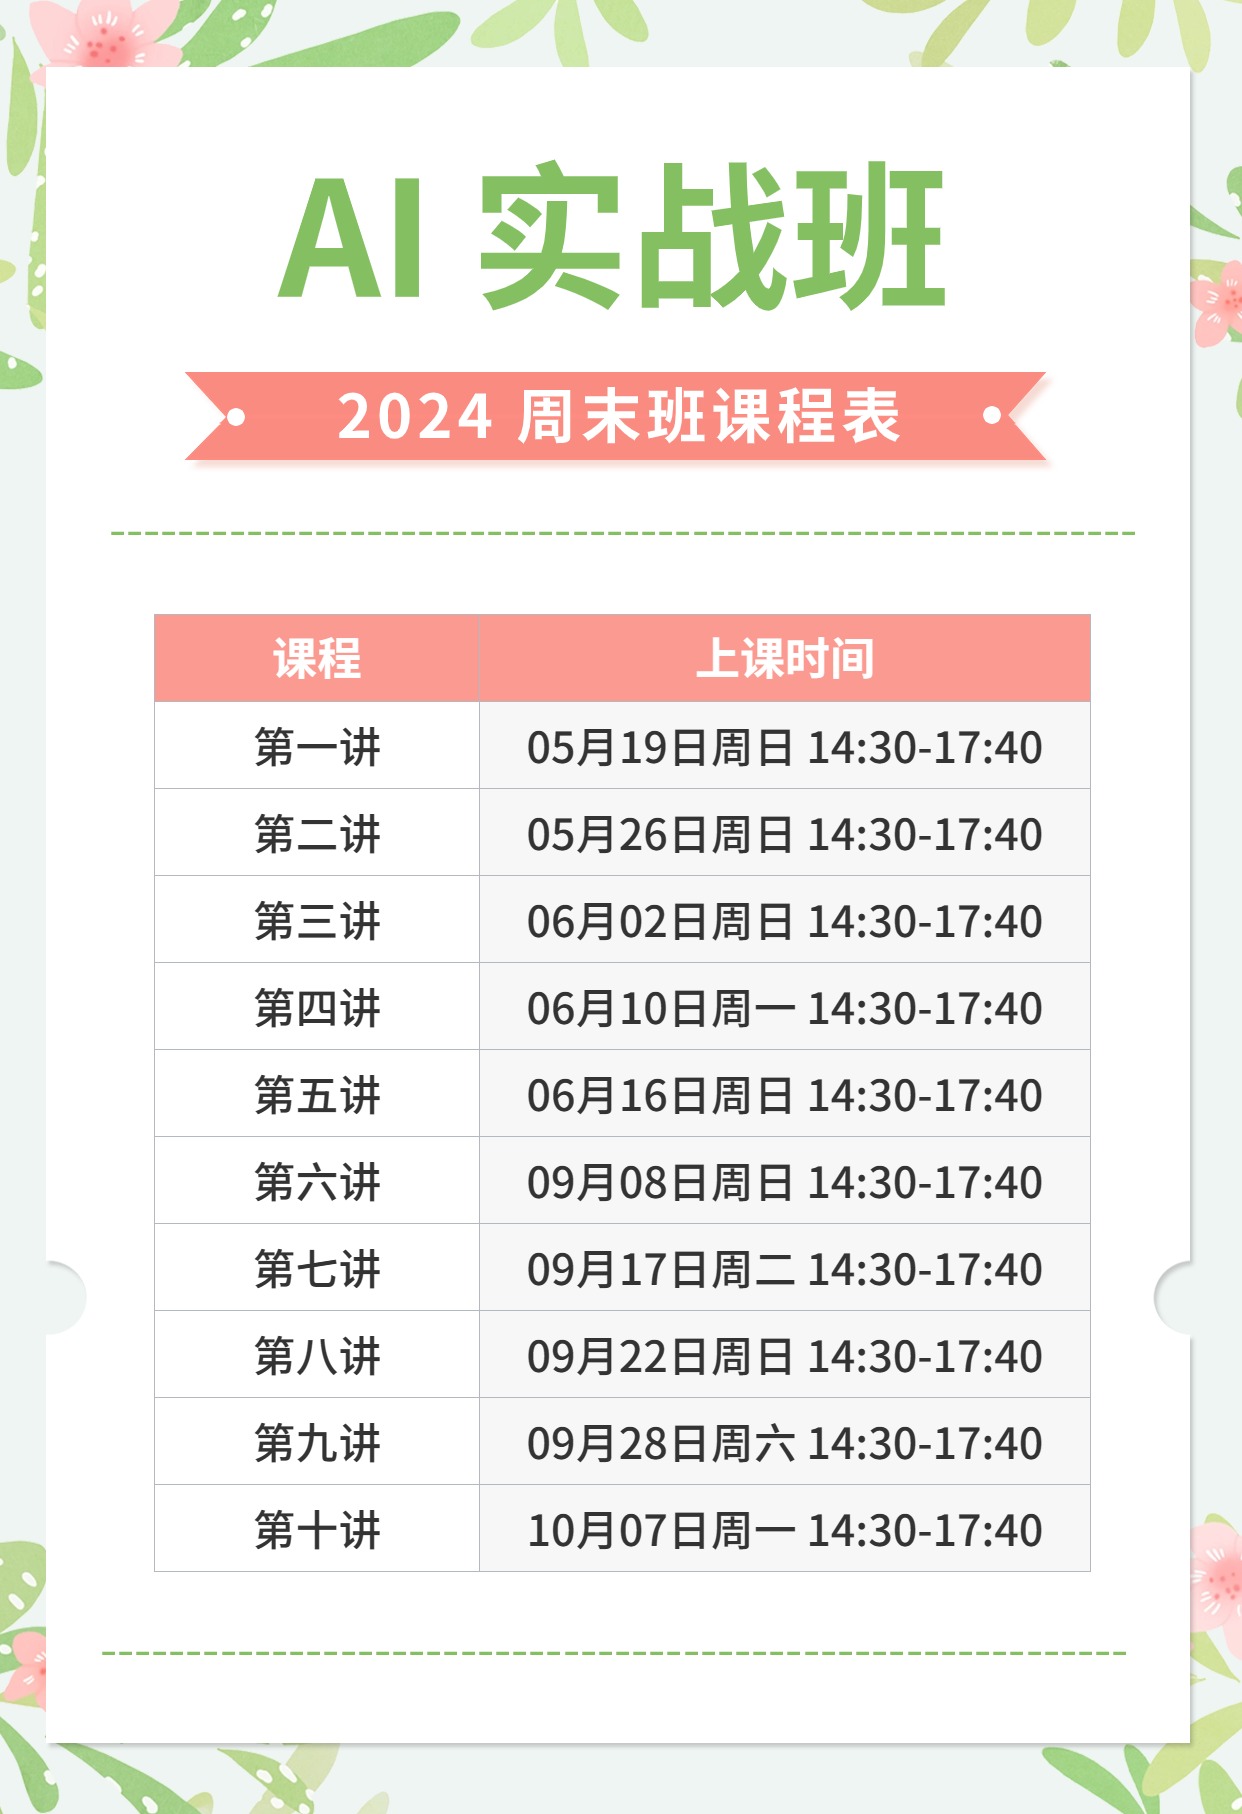 AI 实战班
2024 周末班课程表
课程 上课时间
第一讲 05月19日周日 14:30-17:40
第二讲 05月26日周日 14:30-17:40
第三讲 06月02日周日 14:30-17:40
第四讲 06月10日周一 14:30-17:40
第五讲 06月16日周日 14:30-17:40
第六讲 09月08日周日 14:30-17:40
第七讲 09月17日周二 14:30-17:40
第八讲 09月22日周日 14:30-17:40
第九讲 09月28日周六 14:30-17:40
第十讲 10月07日周一 14:30-17:40